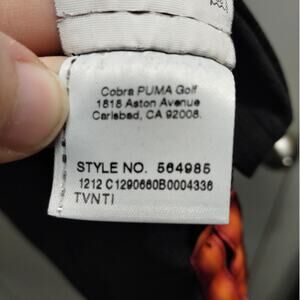 Cobra PUMA Golf
1818 Aston Avenue
Carlsbad, CA 92008.
STYLE NO. 564985
1212 C1290660B0004336
TVNTI